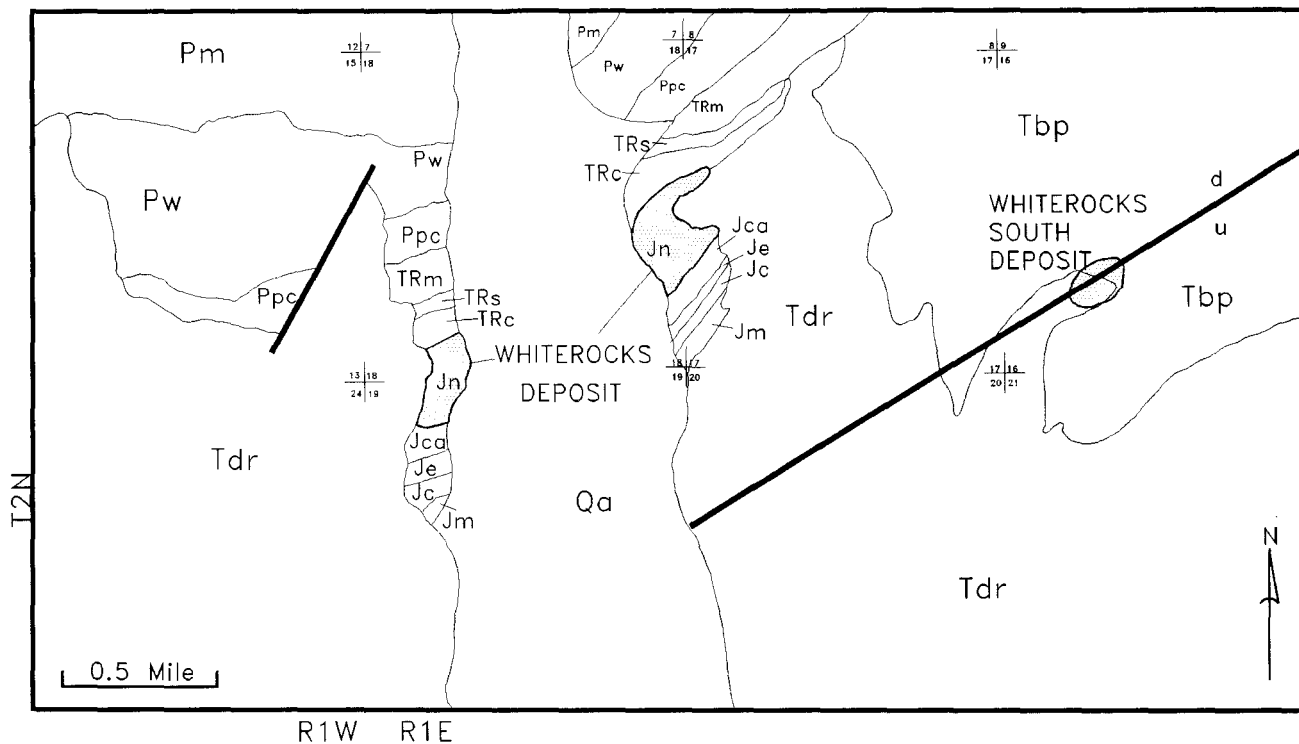 Pm
12 7
15 18
Pm
7 8
18 17
8 9
17 16
Pw
Ppc
TRm
Tbp
TRs
TRc
Pw
Pw
d
u
WHITEROCKS
SOUTH
DEPOSIT
Ppc
Jca
Je
Jc
Jn
TRm
Ppc
TRs
TRc
Tdr
Tbp
Jm
WHITEROCKS
DEPOSIT
18 17
19 20
17 16
20 21
13 18
24 19
Jn
Jca
Tdr
Je
Jc
Jm
Qa
T2N
N
Tdr
0.5 Mile
R1W
R1E